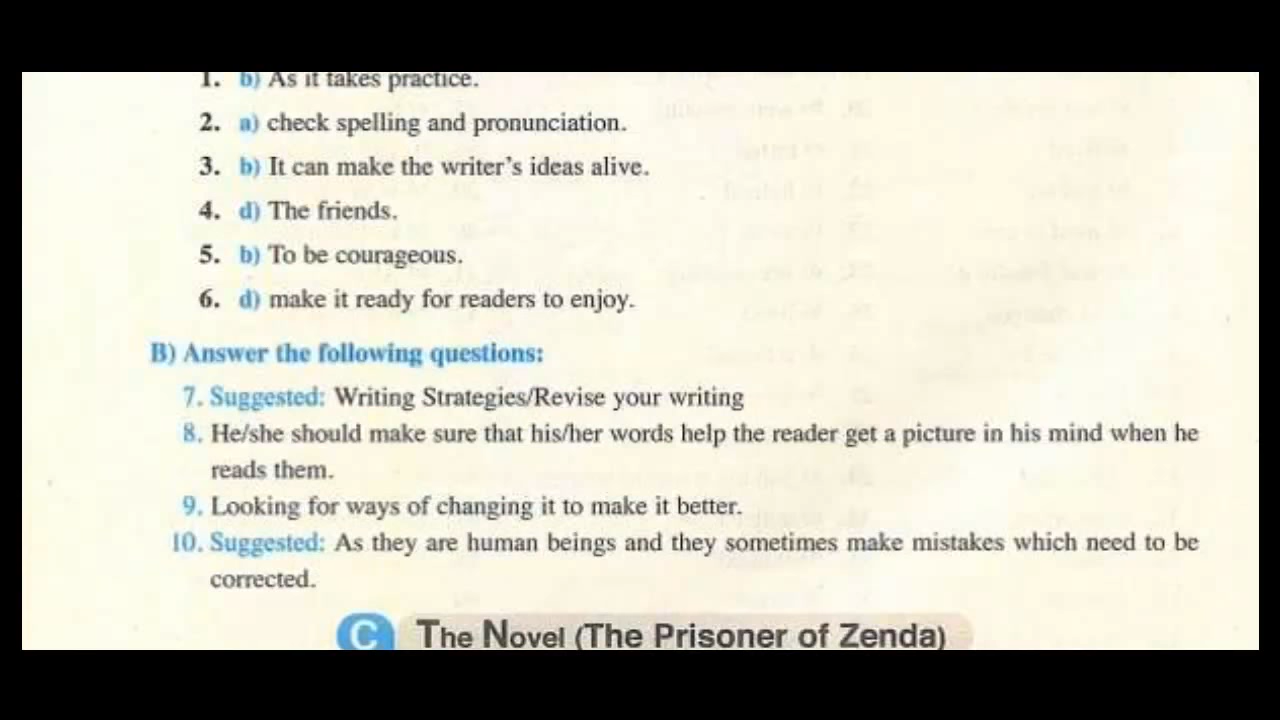 1. b) As it takes practice.
2. a) check spelling and pronunciation.
3. b) It can make the writer's ideas alive.
4. d) The friends.
5. b) To be courageous.
6. d) make it ready for readers to enjoy.
B) Answer the following questions:
7. Suggested: Writing Strategies/Revise your writing
8. He/she should make sure that his/her words help the reader get a picture in his mind when he
reads them.
9. Looking for ways of changing it to make it better.
10. Suggested: As they are human beings and they sometimes make mistakes which need to be
corrected.
C The Novel (The Prisoner of Zenda)